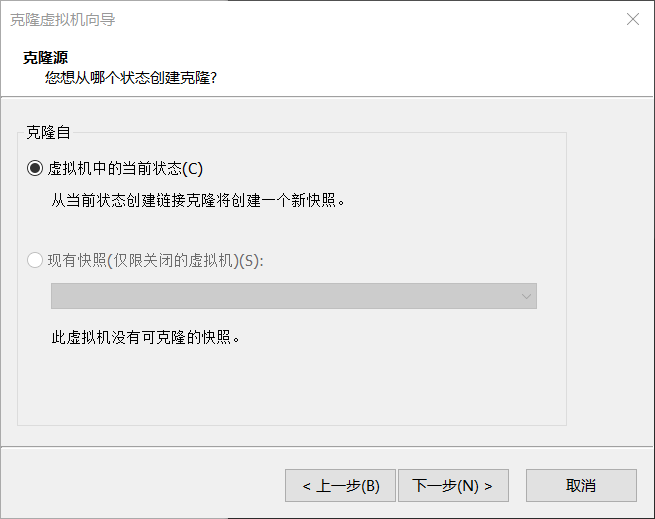 克隆虚拟机向导
克隆源
您想从哪个状态创建克隆?
克隆自
虚拟机中的当前状态(C)
从当前状态创建链接克隆将创建一个新快照。
现有快照(仅限关闭的虚拟机)(S):
此虚拟机没有可克隆的快照。
< 上一步(B)
下一步(N) >
取消